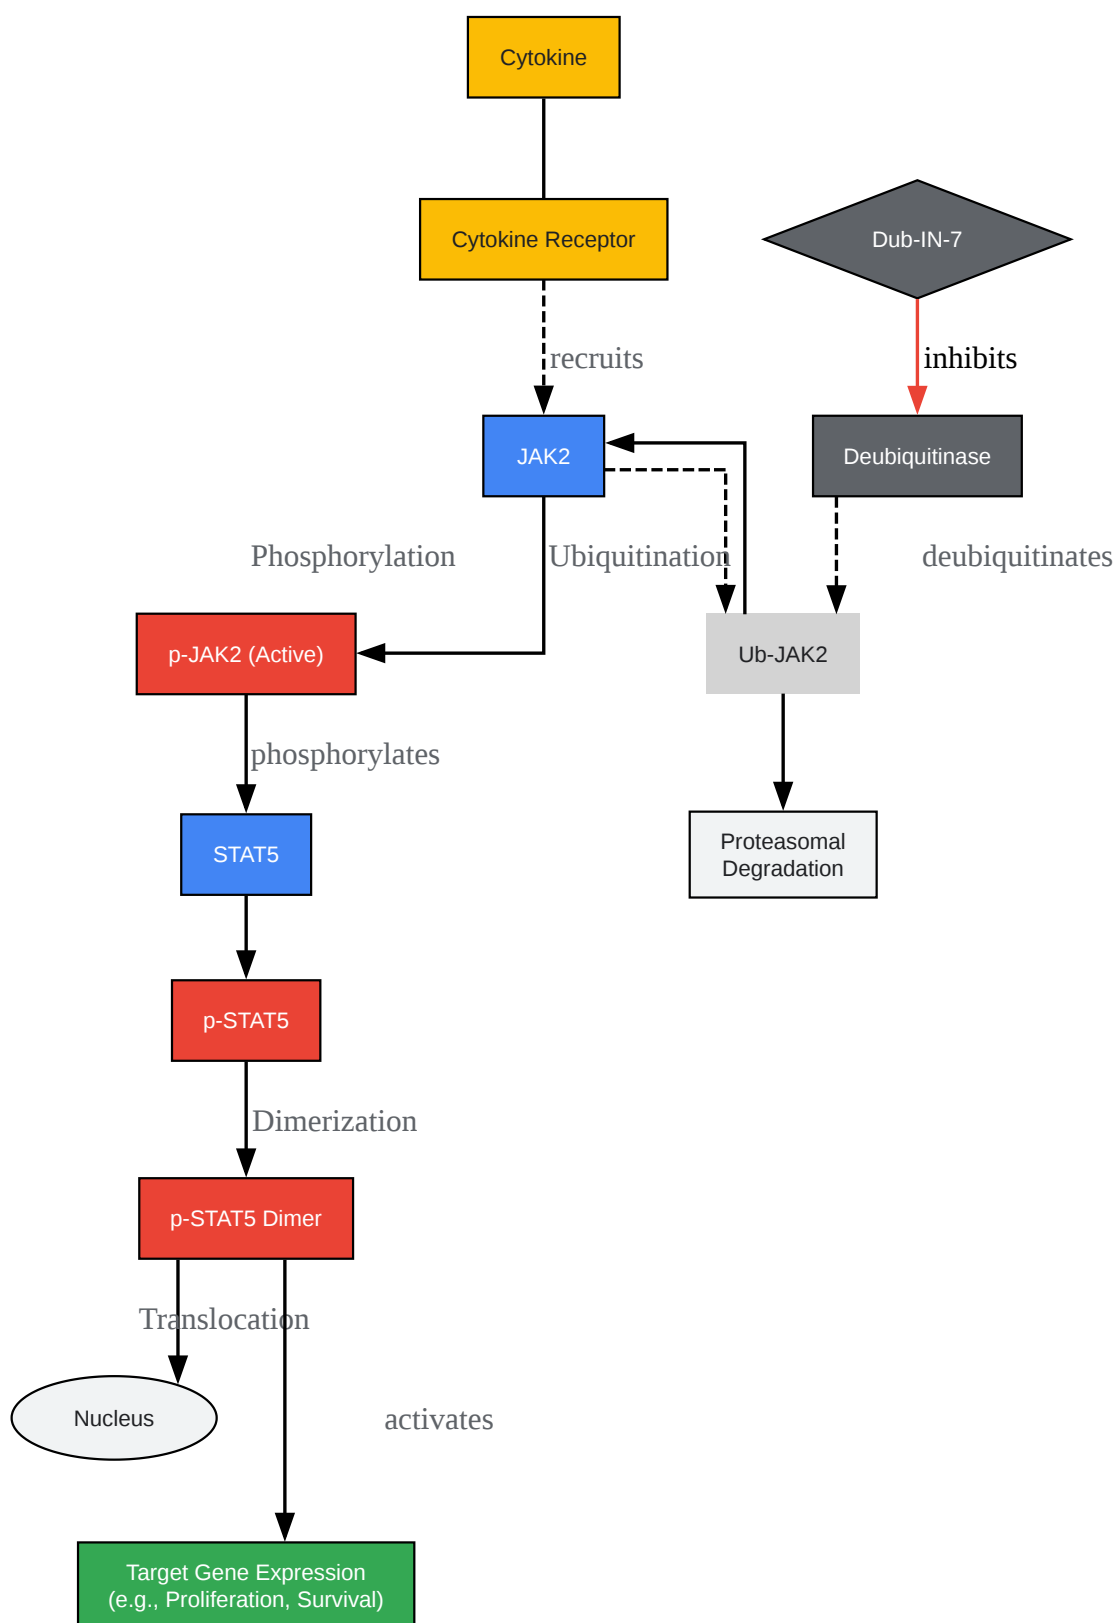 Cytokine
Cytokine Receptor
Dub-IN-7
recruits
inhibits
JAK2
Deubiquitinase
Phosphorylation
Ubiquitination
deubiquitinates
p-JAK2 (Active)
Ub-JAK2
phosphorylates
STAT5
Proteasomal
Degradation
p-STAT5
Dimerization
p-STAT5 Dimer
Translocation
Nucleus
activates
Target Gene Expression
(e.g., Proliferation, Survival)